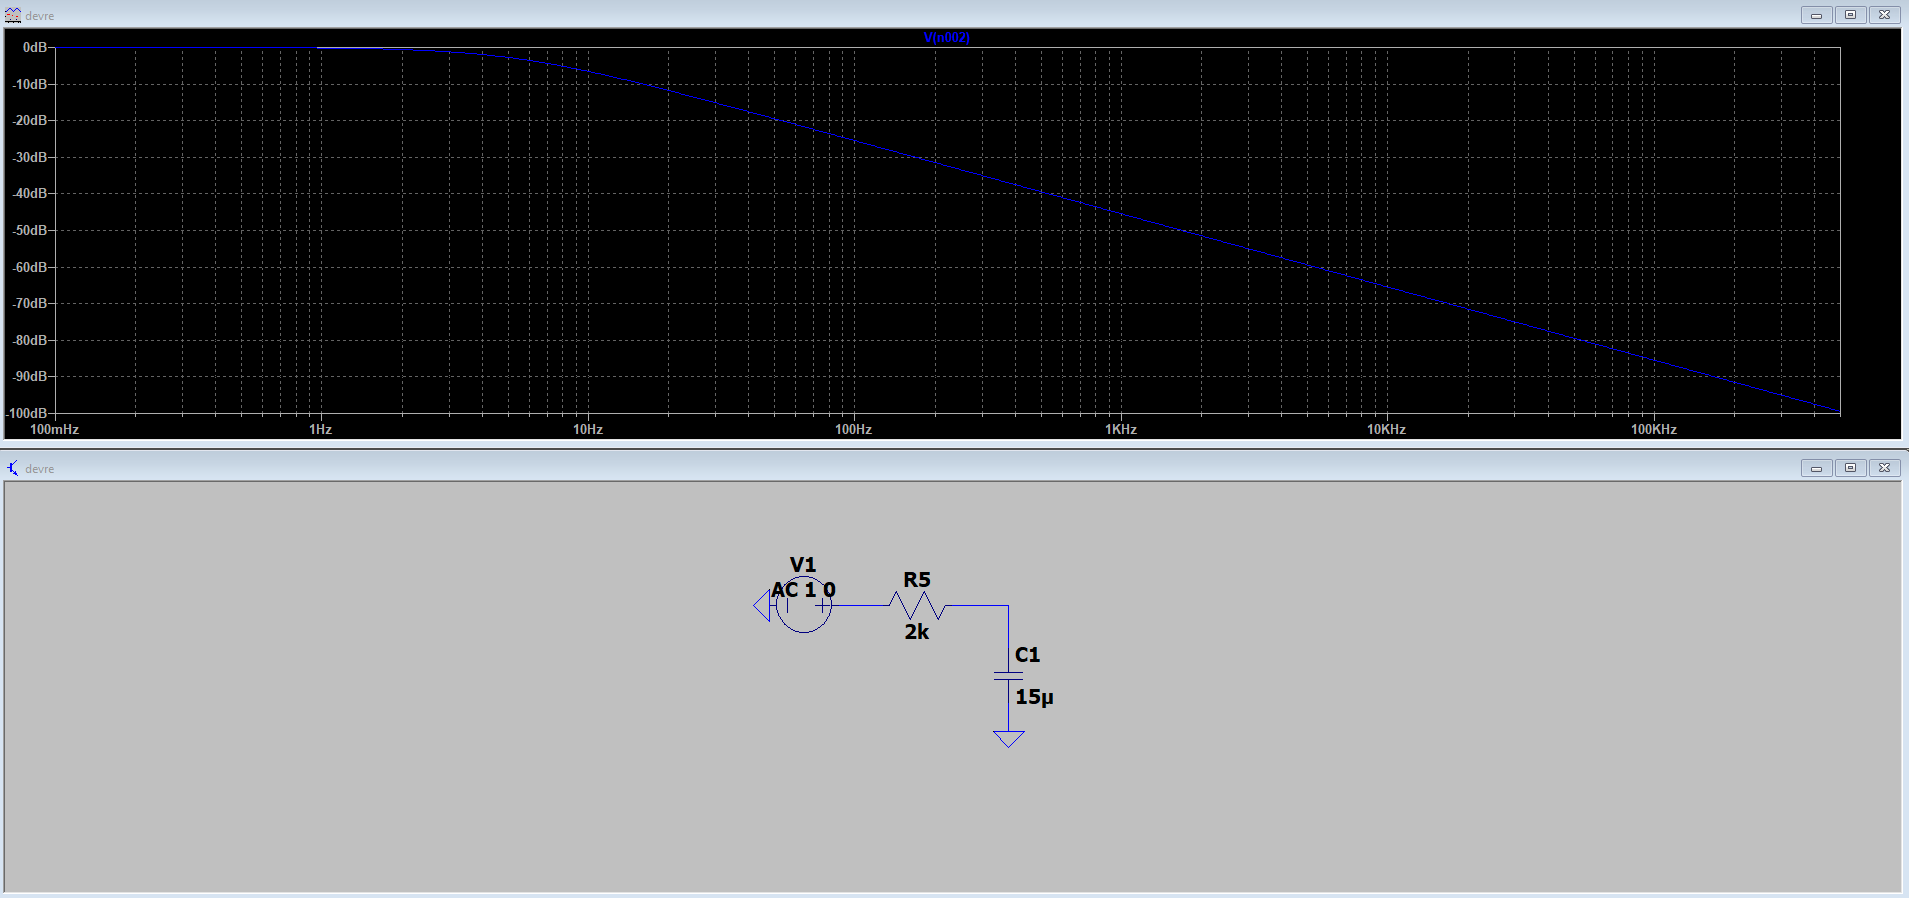 devre
V(n002)
0dB
-10dB
-20dB
-30dB
-40dB
-50dB
-60dB
-70dB
-80dB
-90dB
-100dB
100mHz 1Hz 10Hz 100Hz 1KHz 10KHz 100KHz
devre
V1
AC 1 0
R5
2k
C1
15µ